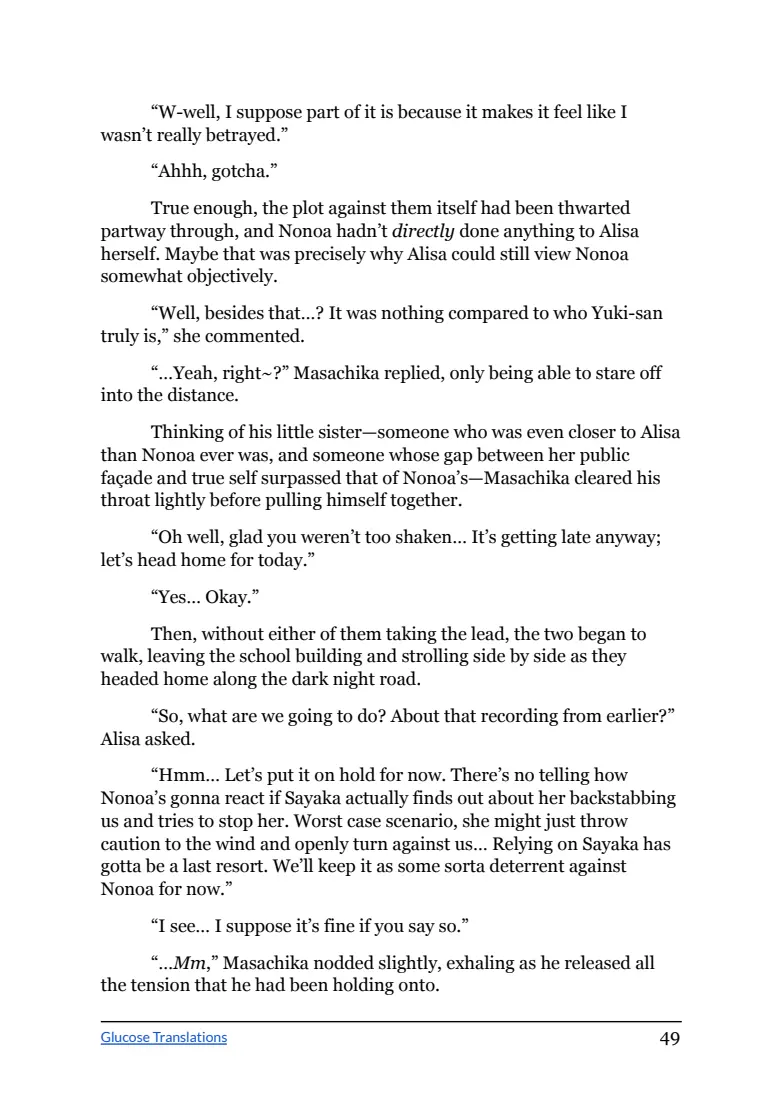 “W-well, I suppose part of it is because it makes it feel like I
wasn’t really betrayed.”
“Ahhh, gotcha.”
True enough, the plot against them itself had been thwarted
partway through, and Nonoa hadn’t directly done anything to Alisa
herself. Maybe that was precisely why Alisa could still view Nonoa
somewhat objectively.
“Well, besides that...? It was nothing compared to who Yuki-san
truly is,” she commented.
“...Yeah, right~?” Masachika replied, only being able to stare off
into the distance.
Thinking of his little sister—someone who was even closer to Alisa
than Nonoa ever was, and someone whose gap between her public
façade and true self surpassed that of Nonoa’s—Masachika cleared his
throat lightly before pulling himself together.
“Oh well, glad you weren’t too shaken... It’s getting late anyway;
let’s head home for today.”
“Yes... Okay.”
Then, without either of them taking the lead, the two began to
walk, leaving the school building and strolling side by side as they
headed home along the dark night road.
“So, what are we going to do? About that recording from earlier?”
Alisa asked.
“Hmm... Let’s put it on hold for now. There’s no telling how
Nonoa’s gonna react if Sayaka actually finds out about her backstabbing
us and tries to stop her. Worst case scenario, she might just throw
caution to the wind and openly turn against us... Relying on Sayaka has
gotta be a last resort. We’ll keep it as some sorta deterrent against
Nonoa for now.”
“I see... I suppose it’s fine if you say so.”
“...Mm,” Masachika nodded slightly, exhaling as he released all
the tension that he had been holding onto.
Glucose Translations 49